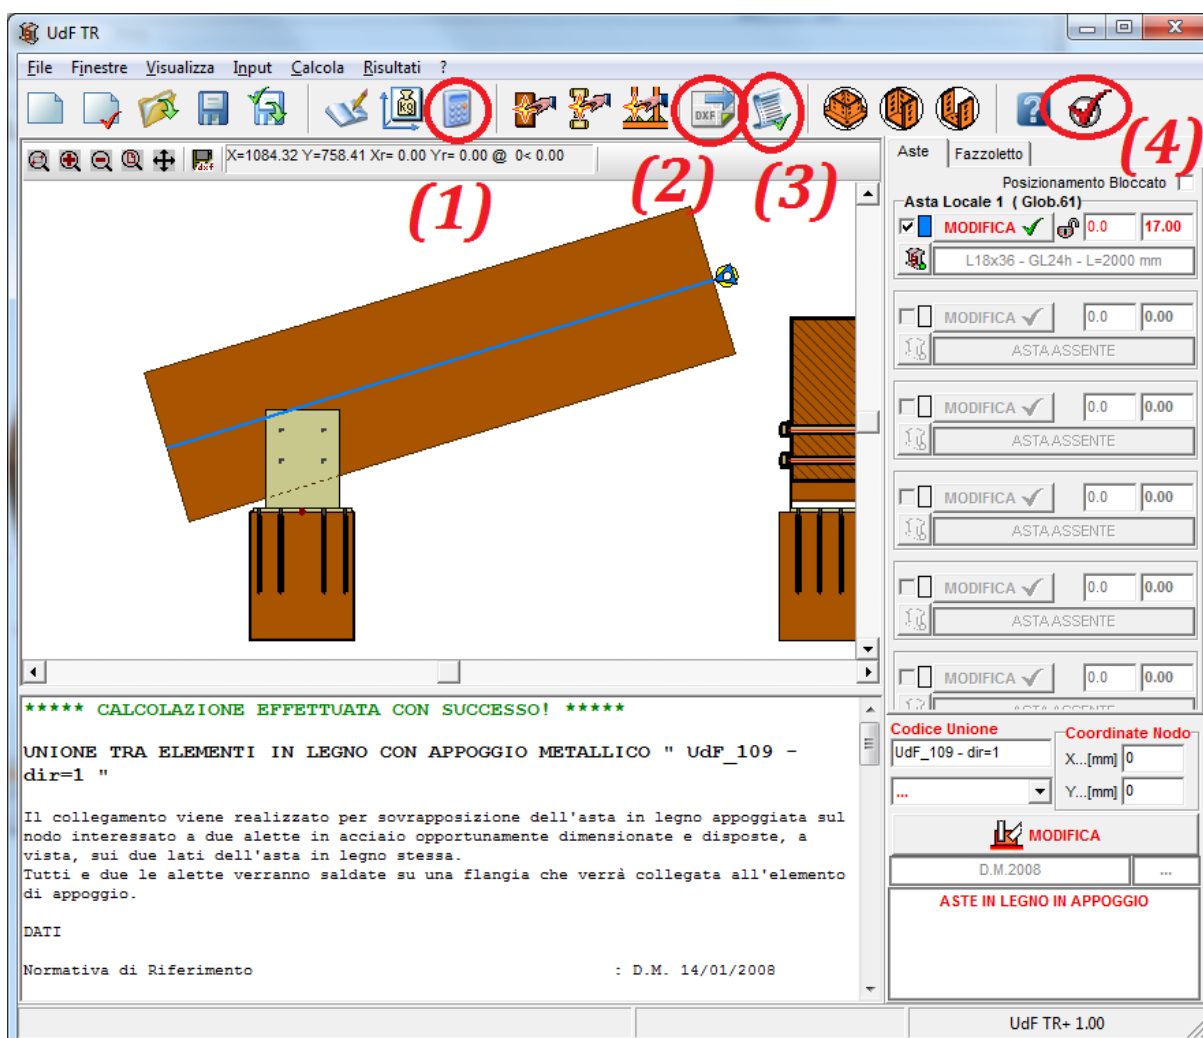 UdF TR
File Finestre Visualizza Input Calcola Risultati ?
DXF
(1)
(2)
(3)
(4)
dxf
X=1084.32 Y=758.41 Xr= 0.00 Yr= 0.00 @ 0< 0.00
Aste Fazzoletto
Posizionamento Bloccato
Asta Locale 1 ( Glob.61)
MODIFICA 0.0 17.00
L18x36 - GL24h - L=2000 mm
MODIFICA 0.0 0.00
ASTA ASSENTE
MODIFICA 0.0 0.00
ASTA ASSENTE
MODIFICA 0.0 0.00
ASTA ASSENTE
MODIFICA 0.0 0.00
ASTA ASSENTE
MODIFICA 0.0 0.00
***** CALCOLAZIONE EFFETTUATA CON SUCCESSO! *****
UNIONE TRA ELEMENTI IN LEGNO CON APPOGGIO METALLICO " UdF_109 -
dir=1 "
Il collegamento viene realizzato per sovrapposizione dell'asta in legno appoggiata sul
nodo interessato a due alette in acciaio opportunamente dimensionate e disposte, a
vista, sui due lati dell'asta in legno stessa.
Tutti e due le alette verranno saldate su una flangia che verrà collegata all'elemento
di appoggio.
DATI
Normativa di Riferimento : D.M. 14/01/2008
Codice Unione
UdF_109 - dir=1
...
Coordinate Nodo
X...[mm] 0
Y...[mm] 0
MODIFICA
D.M.2008 ...
ASTE IN LEGNO IN APPOGGIO
UdF TR+ 1.00